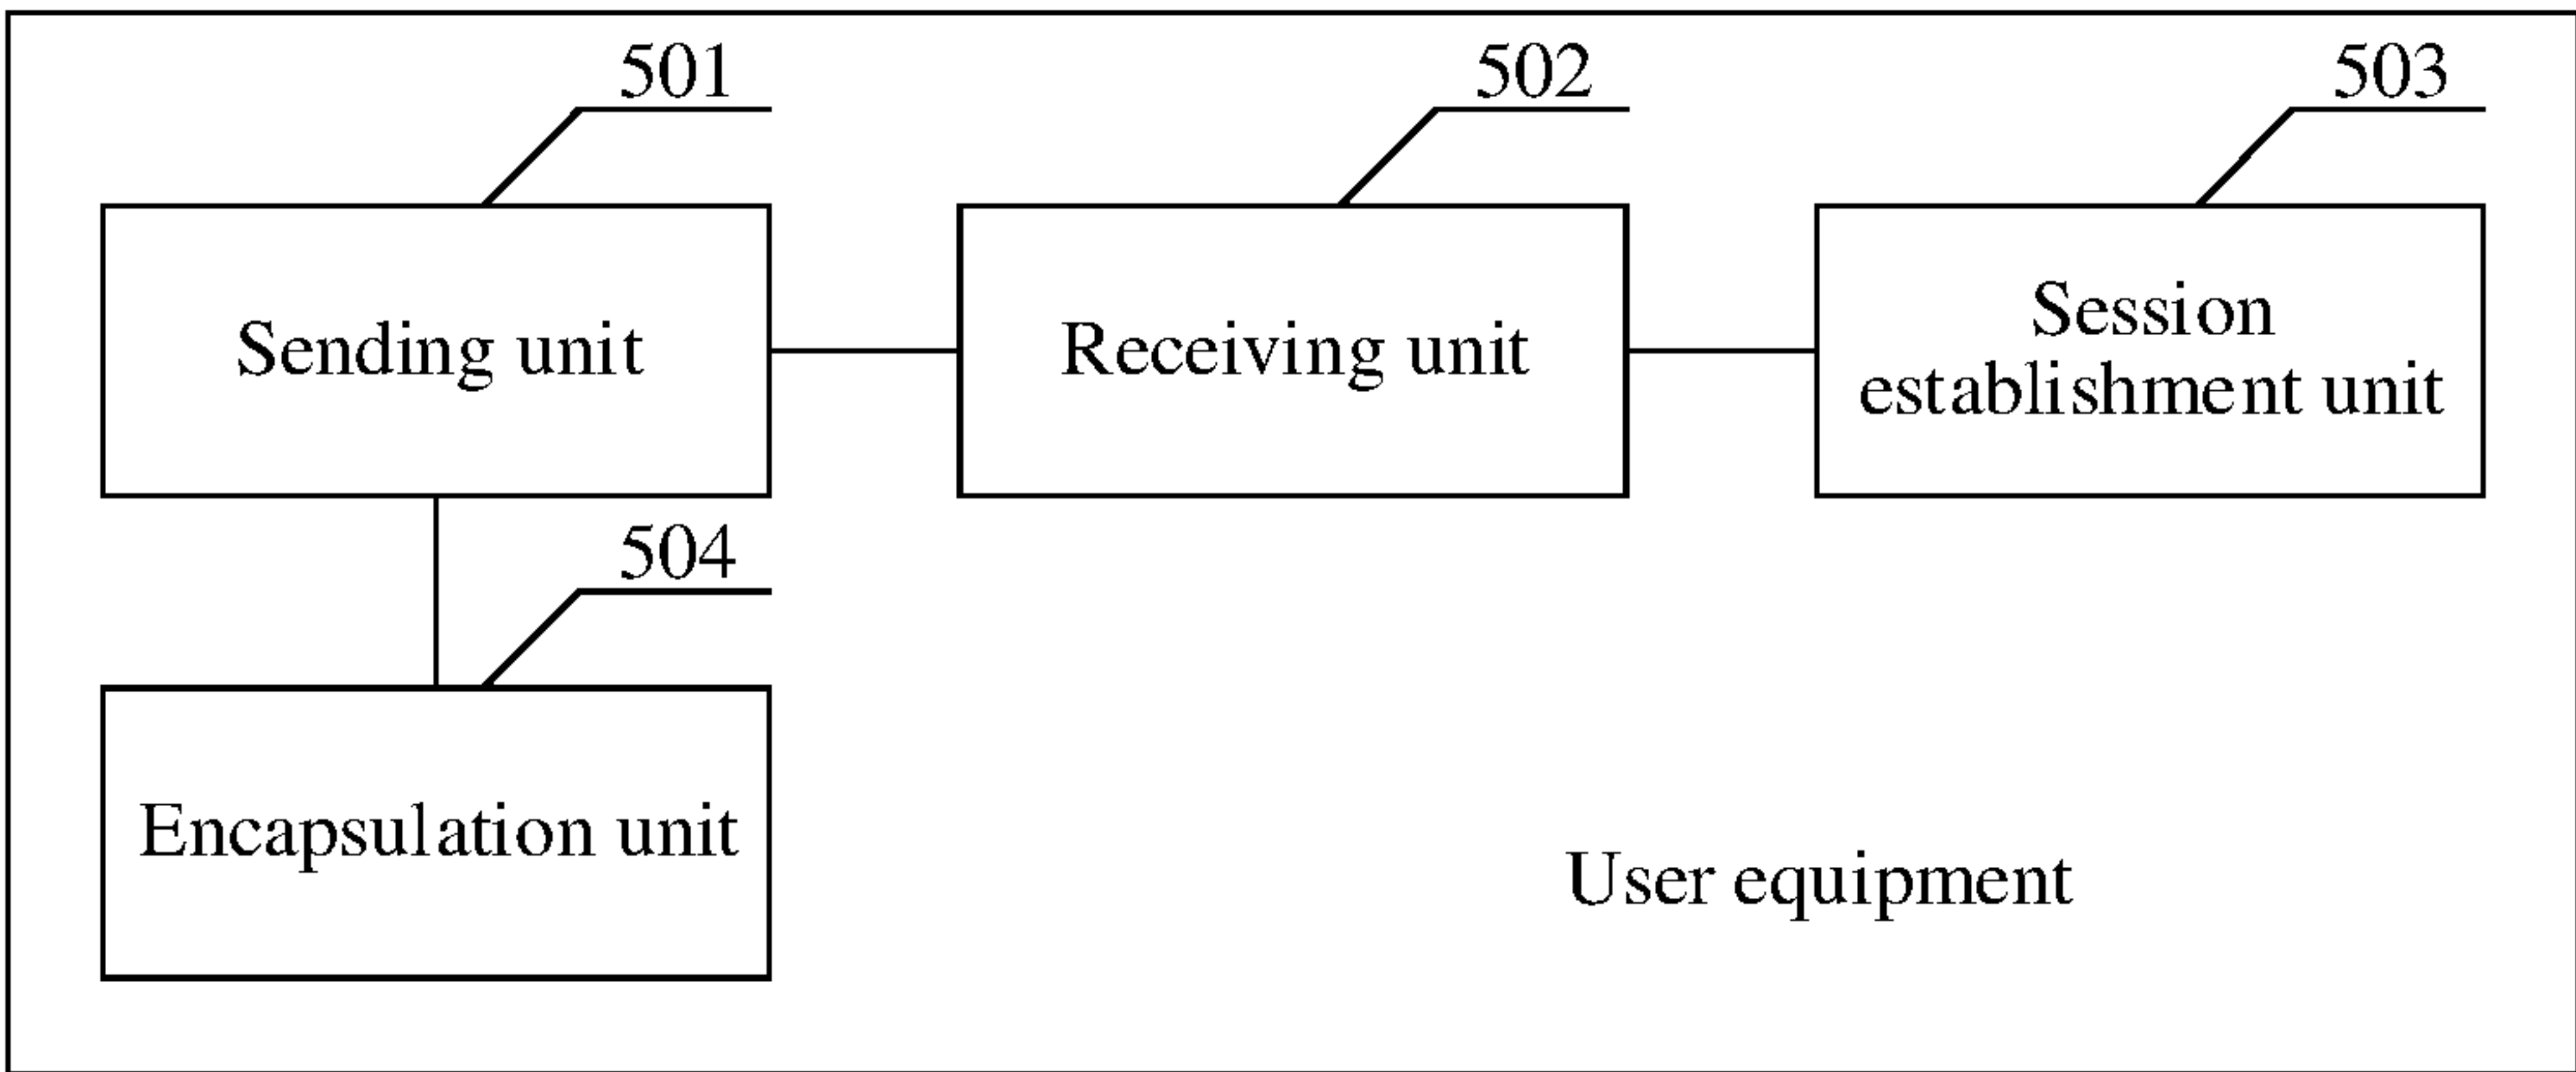 501
502
503
Sending unit
Receiving unit
Session
establishment unit
504
Encapsulation unit
User equipment